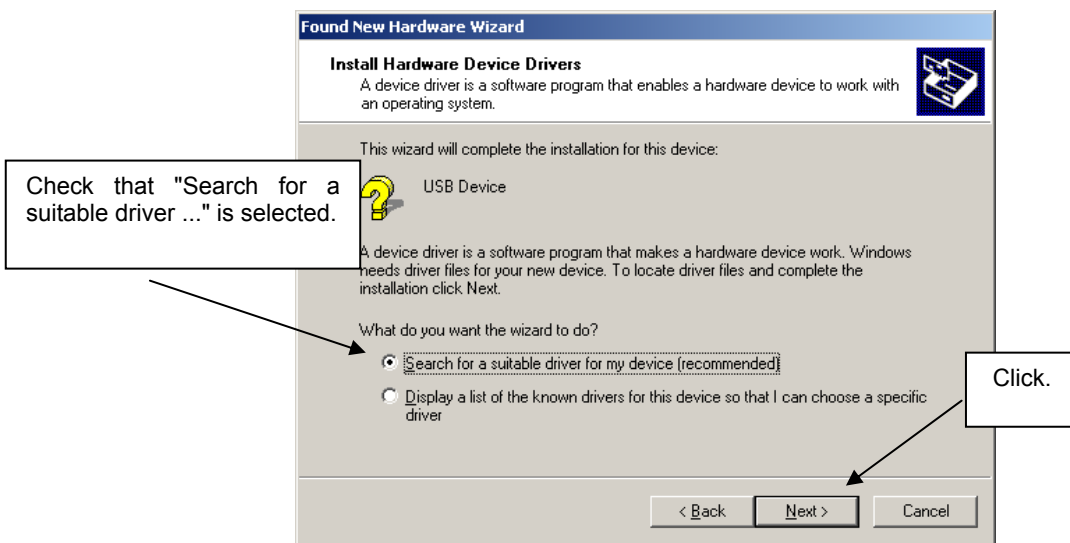 Found New Hardware Wizard
Install Hardware Device Drivers
A device driver is a software program that enables a hardware device to work with
an operating system.
This wizard will complete the installation for this device:
USB Device
Check that "Search for a
suitable driver ..." is selected.
A device driver is a software program that makes a hardware device work. Windows
needs driver files for your new device. To locate driver files and complete the
installation click Next.
What do you want the wizard to do?
Search for a suitable driver for my device (recommended)
Display a list of the known drivers for this device so that I can choose a specific
driver
Click.
< Back
Next >
Cancel